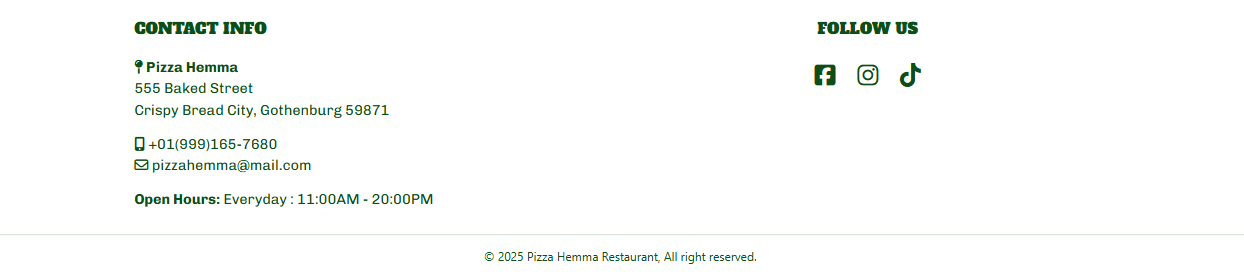 CONTACT INFO
Pizza Hemma
555 Baked Street
Crispy Bread City, Gothenburg 59871
+01(999)165-7680
pizzahemma@mail.com
Open Hours: Everyday : 11:00AM - 20:00PM
FOLLOW US
© 2025 Pizza Hemma Restaurant, All right reserved.